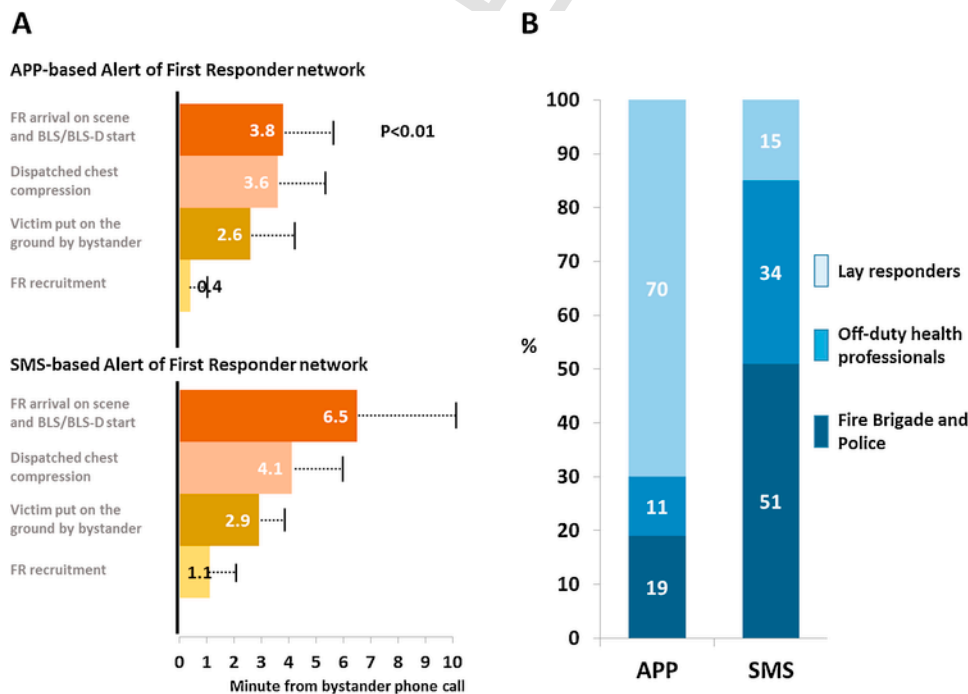 A
APP-based Alert of First Responder network
FR arrival on scene
and BLS/BLS-D start
3.8
P<0.01
Dispatched chest
compression
3.6
Victim put on the
ground by bystander
2.6
FR recruitment
0.4
SMS-based Alert of First Responder network
FR arrival on scene
and BLS/BLS-D start
6.5
Dispatched chest
compression
4.1
Victim put on the
ground by bystander
2.9
FR recruitment
1.1
0 1 2 3 4 5 6 7 8 9 10
Minute from bystander phone call
B
100
90
80
70
60
50
40
30
20
10
0
%
70
11
19
15
34
51
APP
SMS
Lay responders
Off-duty health
professionals
Fire Brigade and
Police